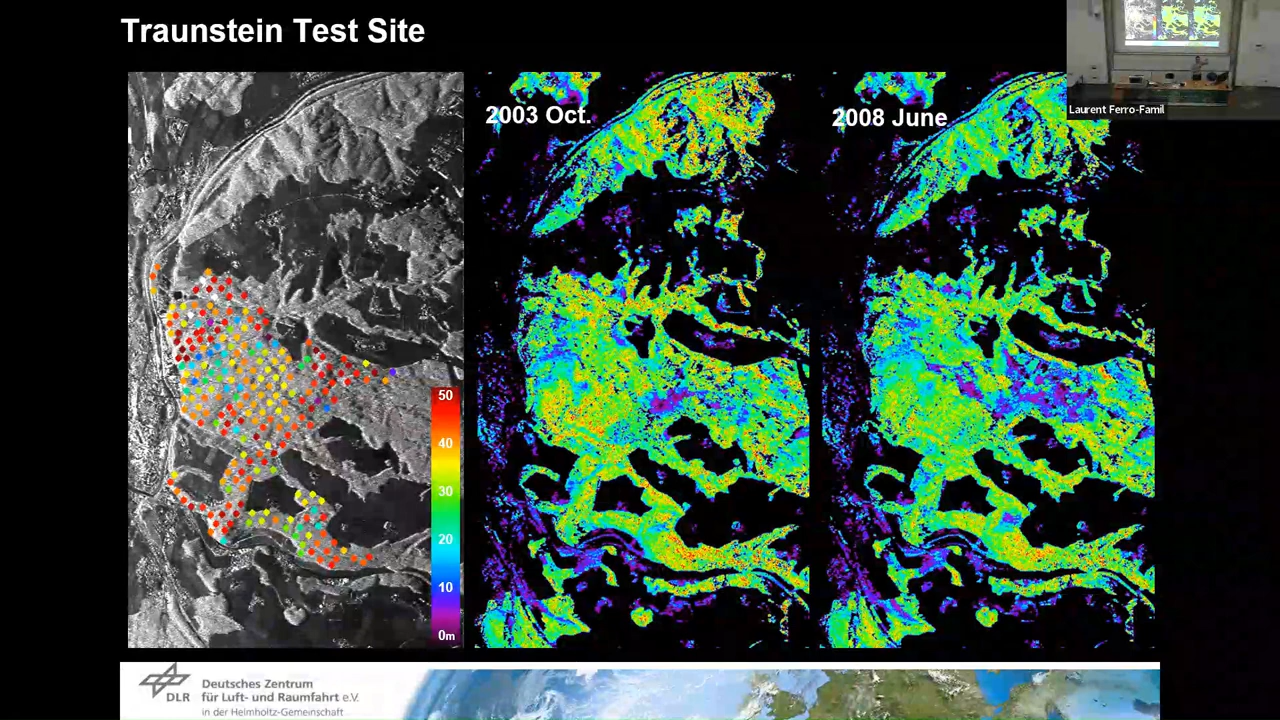 Traunstein Test Site
2003 Oct.
2008 June
Laurent Ferro-Famil
50
40
30
20
10
0m
DLR
Deutsches Zentrum
für Luft- und Raumfahrt e.V.
in der Helmholtz-Gemeinschaft